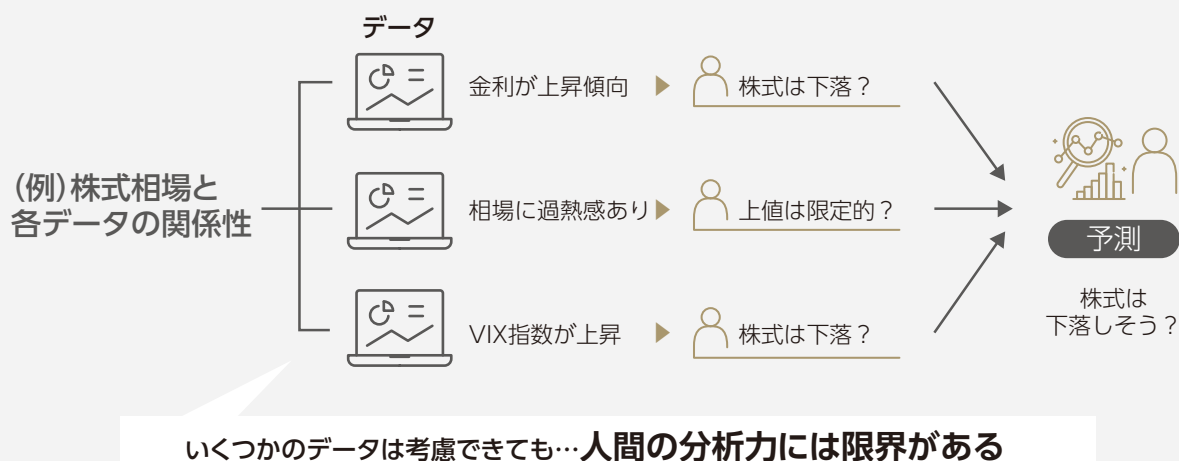 データ
(例)株式相場と
各データの関係性
金利が上昇傾向
株式は下落？
相場に過熱感あり
上値は限定的？
VIX指数が上昇
株式は下落？
予測
株式は
下落しそう？
いくつかのデータは考慮できても…人間の分析力には限界がある